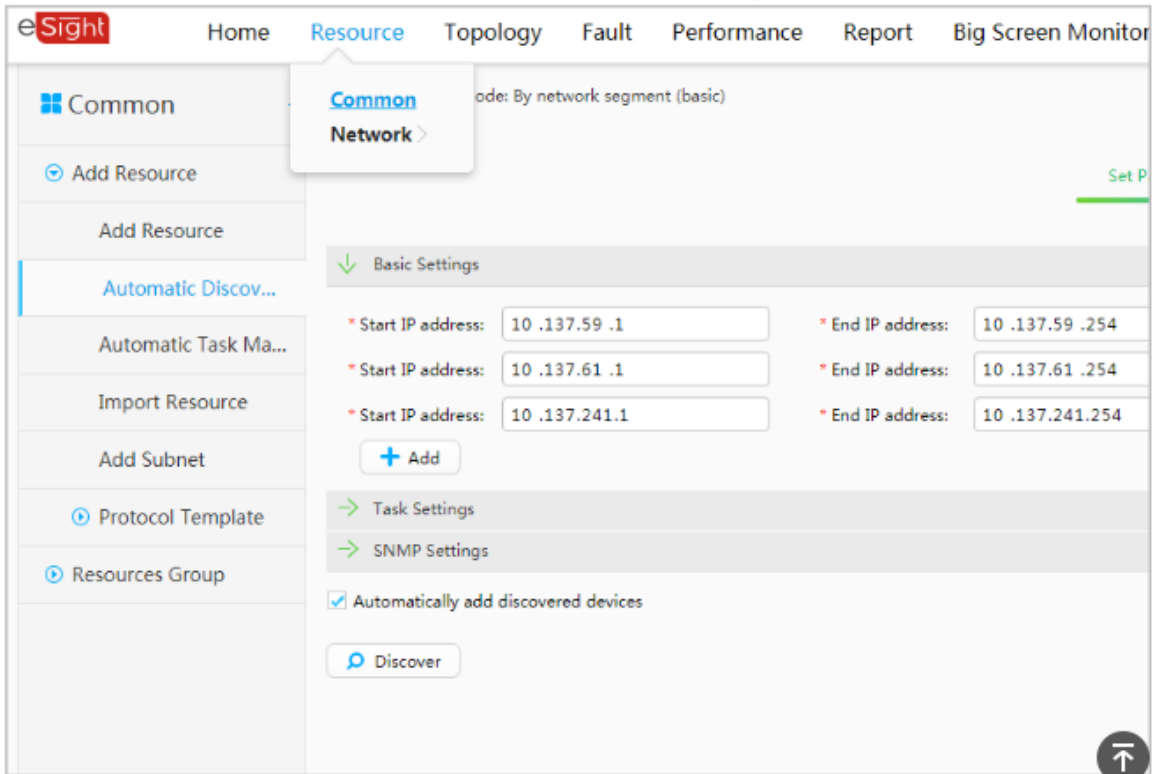 eSight Home Resource Topology Fault Performance Report Big Screen Monitor
Common
Network
ode: By network segment (basic)
Common
Add Resource
Set P
Add Resource
Automatic Discov...
Automatic Task Ma...
Import Resource
Add Subnet
Protocol Template
Resources Group
Basic Settings
* Start IP address: 10 .137.59 .1 * End IP address: 10 .137.59 .254
* Start IP address: 10 .137.61 .1 * End IP address: 10 .137.61 .254
* Start IP address: 10 .137.241.1 * End IP address: 10 .137.241.254
Add
Task Settings
SNMP Settings
Automatically add discovered devices
Discover